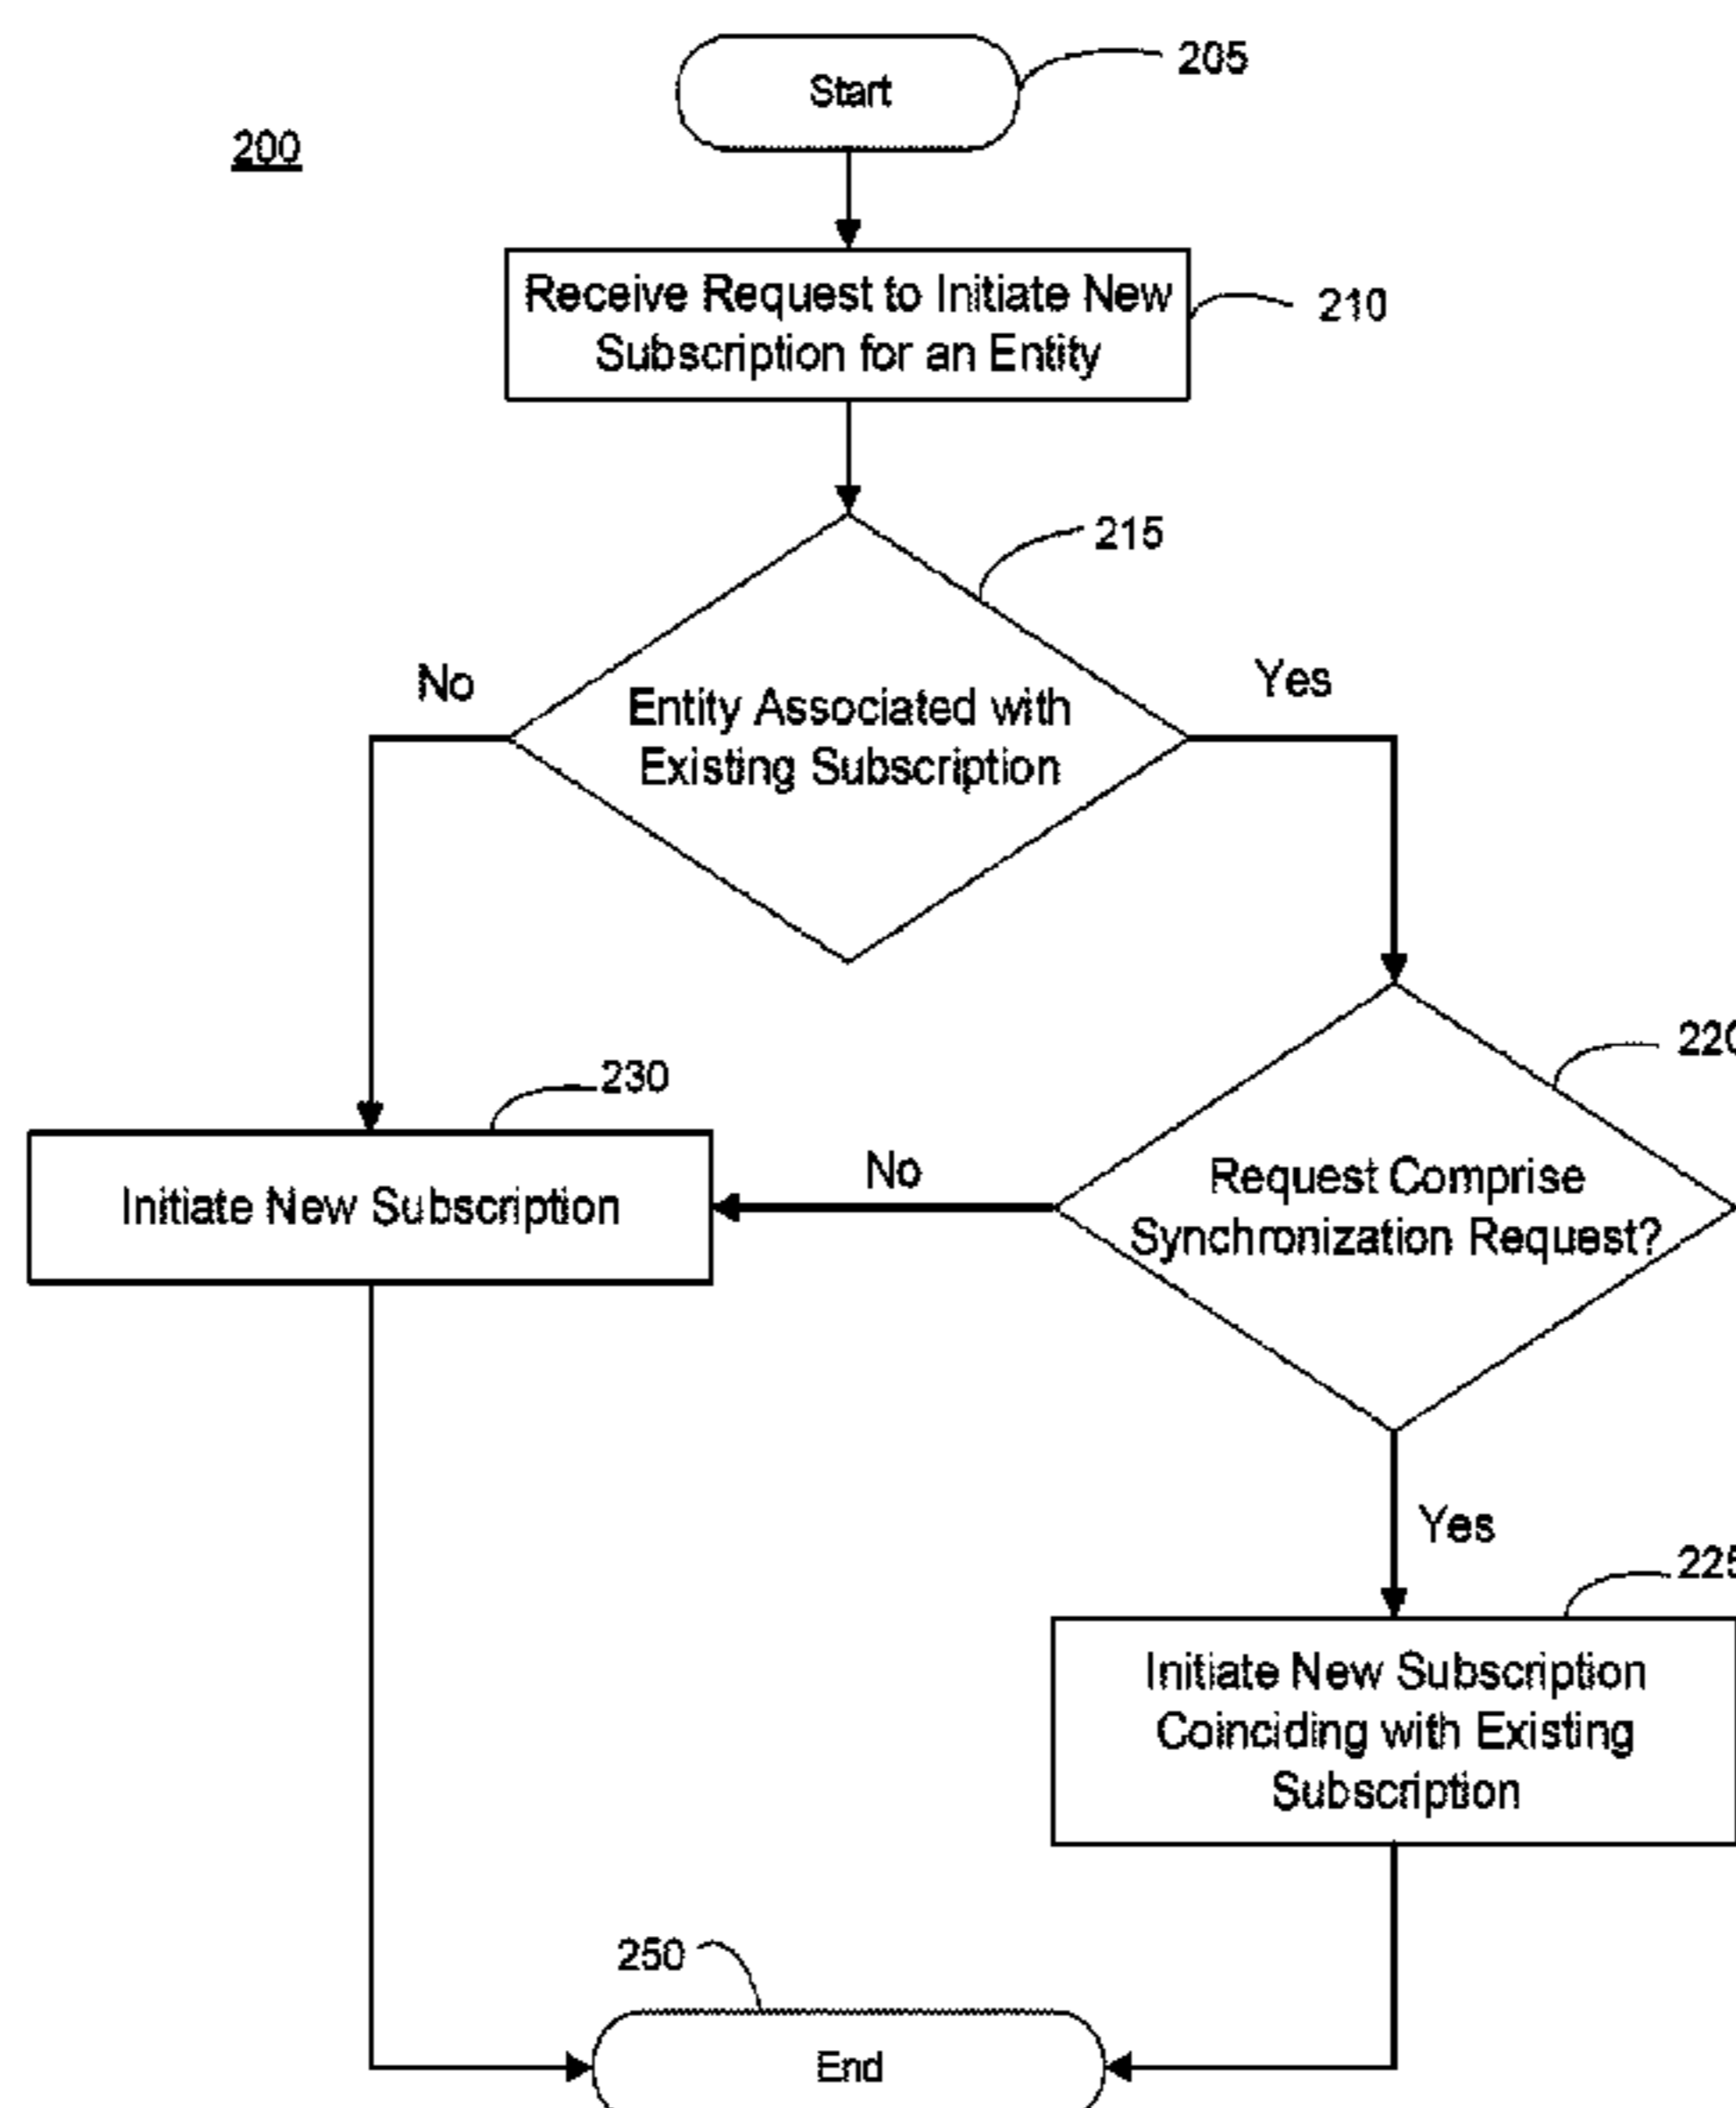 Start
205
200
Receive Request to Initiate New
Subscription for an Entity
210
215
No
Yes
Entity Associated with
Existing Subscription
220
230
No
Request Comprise
Synchronization Request?
Initiate New Subscription
Yes
225
Initiate New Subscription
Coinciding with Existing
Subscription
250
End